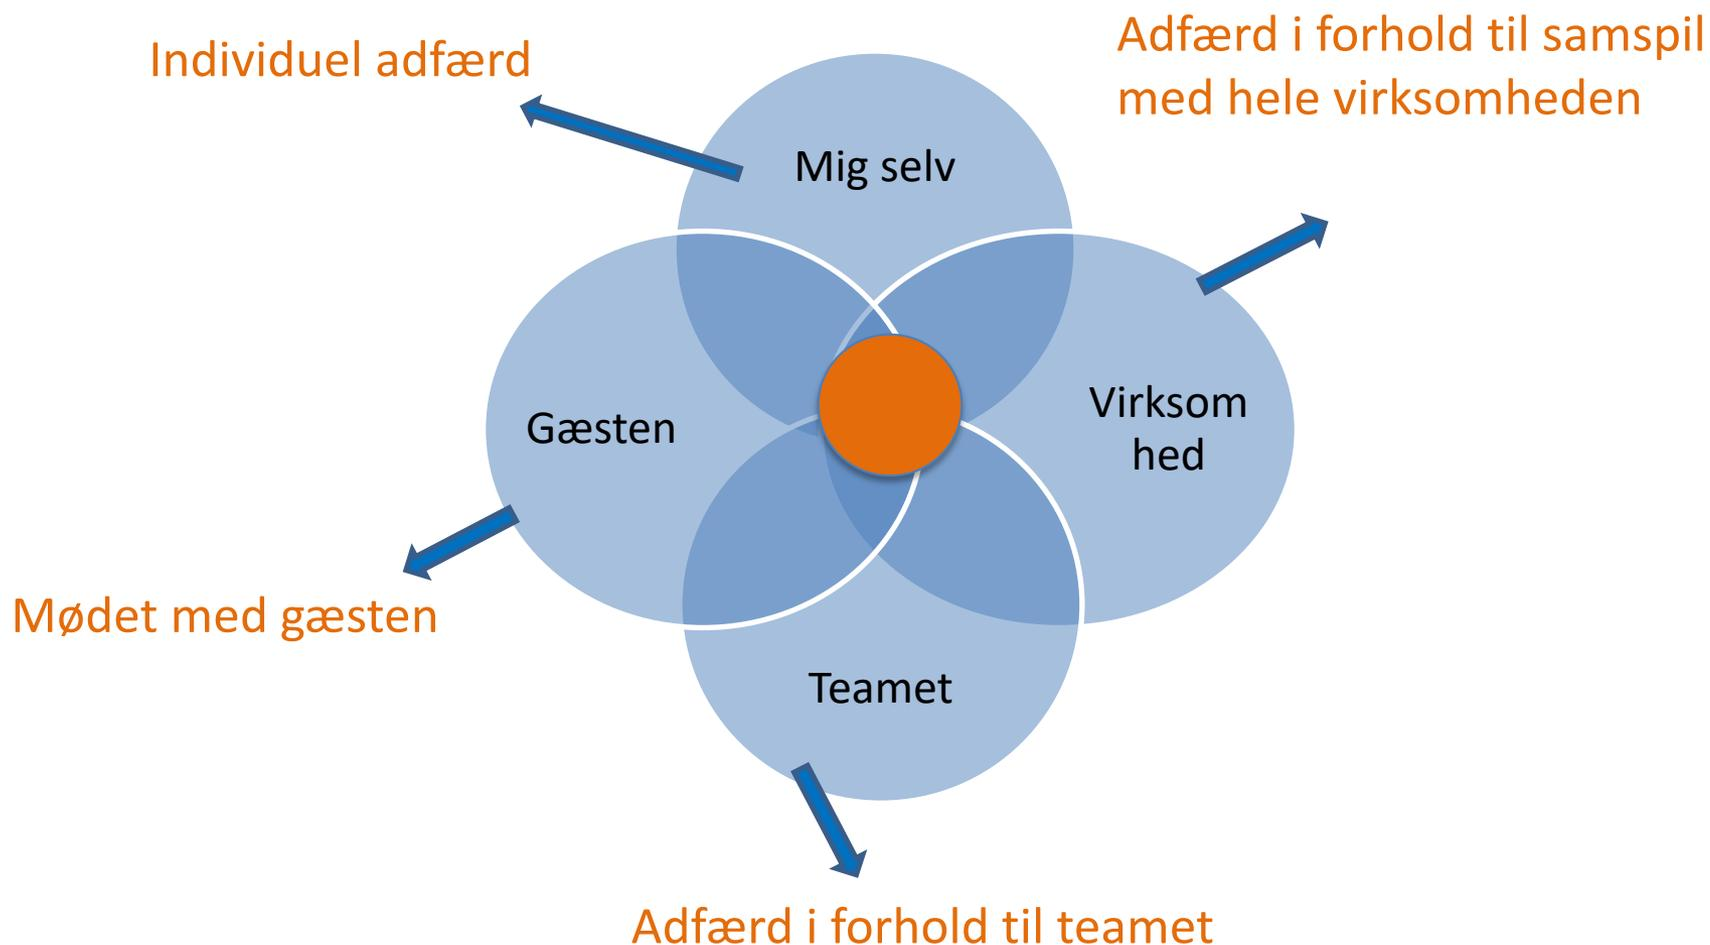 Individuel adfærd
Adfærd i forhold til samspil
med hele virksomheden
Mig selv
Gæsten
Virksom
hed
Mødet med gæsten
Teamet
Adfærd i forhold til teamet